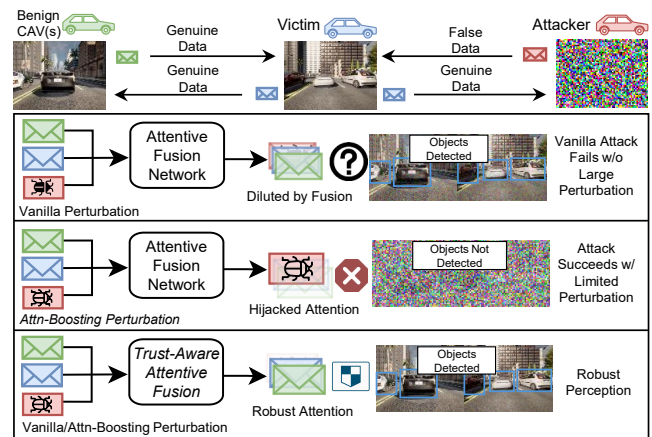 Benign
CAV(s)
Genuine
Data
Victim
False
Data
Attacker
Genuine
Data
Genuine
Data
Attentive
Fusion
Network
Vanilla Perturbation
Diluted by Fusion
?
Objects
Detected
Vanilla Attack
Fails w/o
Large
Perturbation
Attentive
Fusion
Network
Attn-Boosting Perturbation
Hijacked Attention
Objects Not
Detected
Attack
Succeeds w/
Limited
Perturbation
Trust-Aware
Attentive
Fusion
Vanilla/Attn-Boosting Perturbation
Robust Attention
Objects
Detected
Robust
Perception